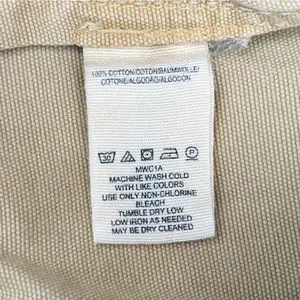 100% COTTON/COTON/BAUMWOLLE/
COTONE/ALGODÃO/ALGODON
30 P
MWC1A
MACHINE WASH COLD
WITH LIKE COLORS
USE ONLY NON-CHLORINE
BLEACH
TUMBLE DRY LOW
LOW IRON AS NEEDED
MAY BE DRY CLEANED